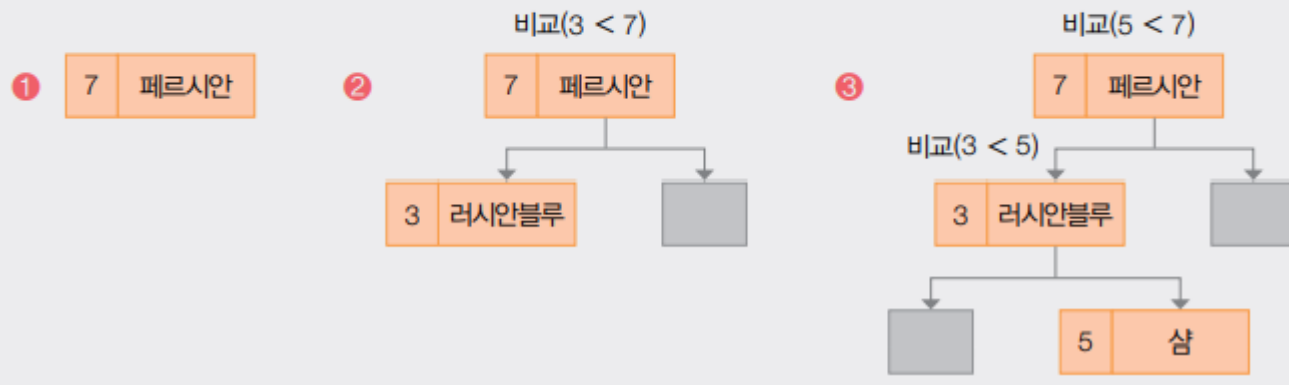 비교(3 < 7)
비교(5 < 7)
❶ 7 페르시안
❷ 7 페르시안
❸ 7 페르시안
비교(3 < 5)
3 러시안블루
3 러시안블루
5 샴